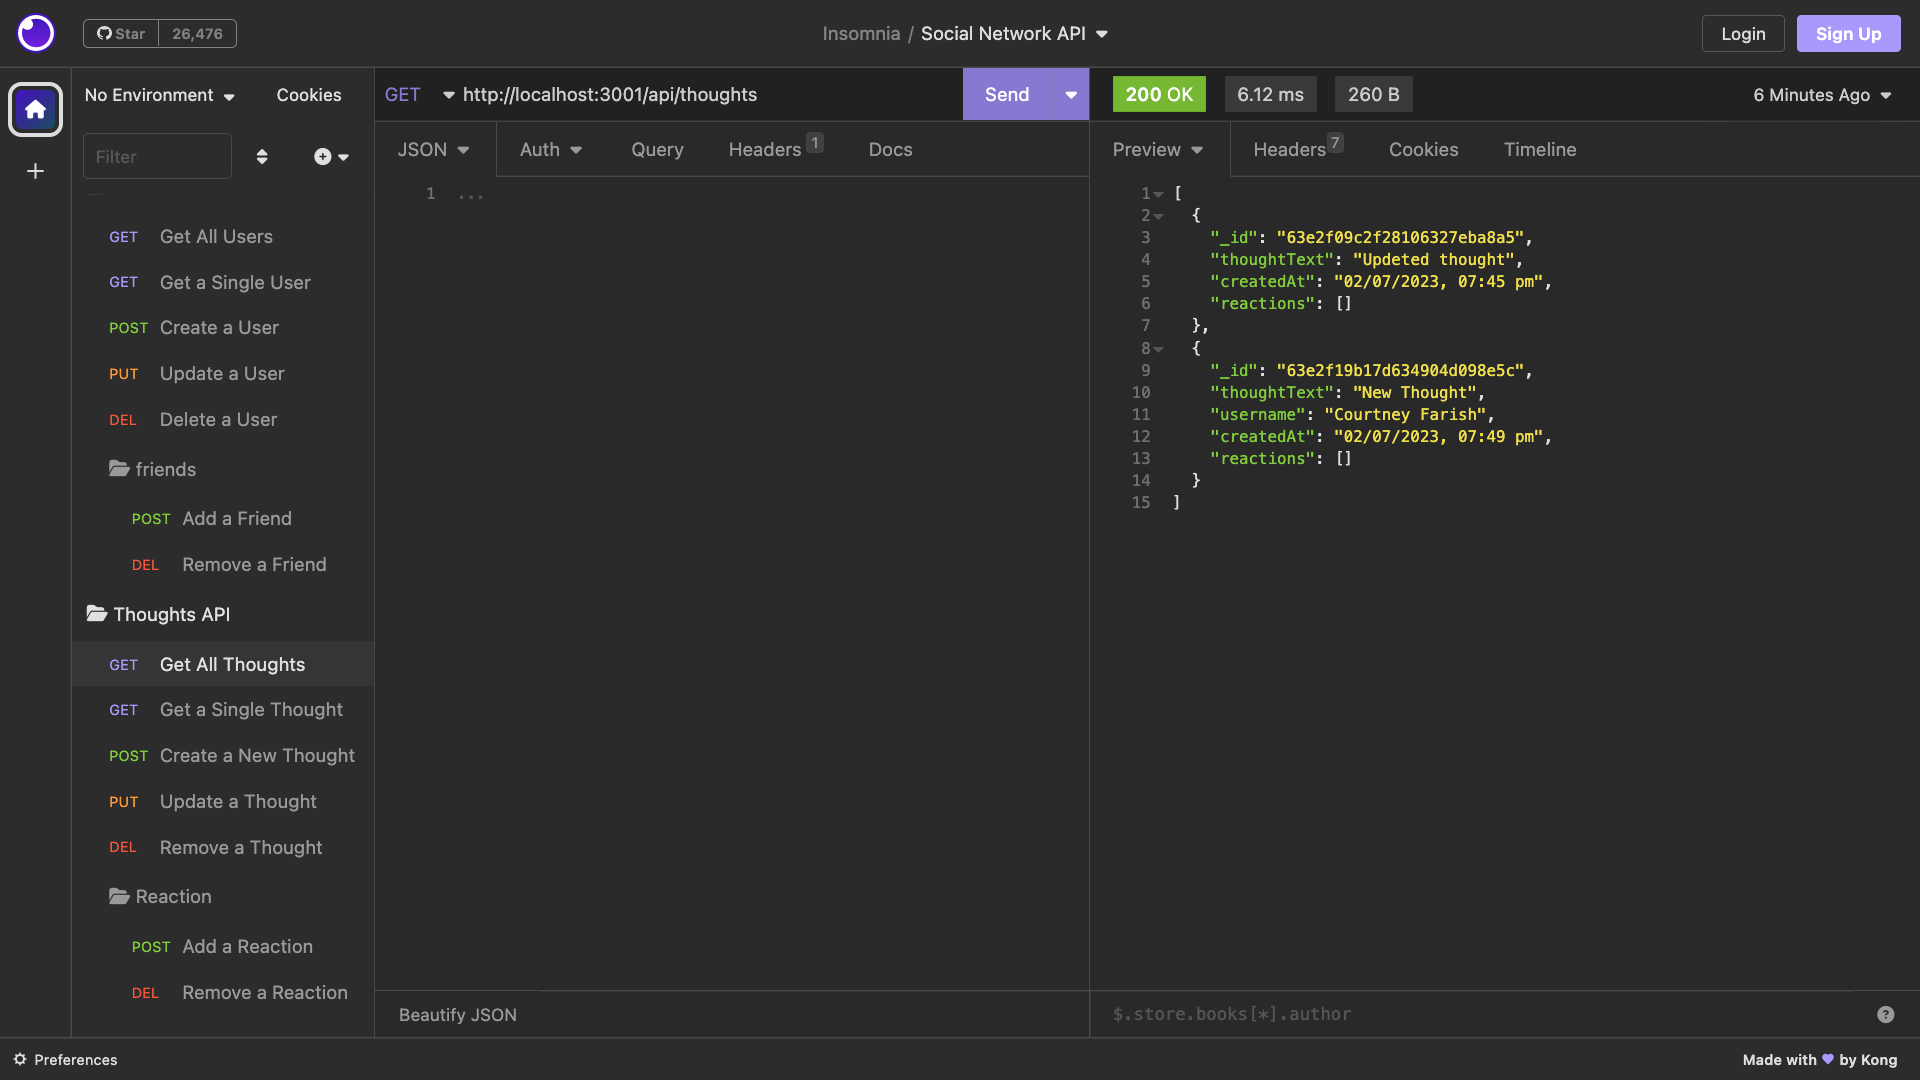 Star 26,476
Insomnia / Social Network API
Login
Sign Up
No Environment
Cookies
Filter
GET Get All Users
GET Get a Single User
POST Create a User
PUT Update a User
DEL Delete a User
friends
POST Add a Friend
DEL Remove a Friend
Thoughts API
GET Get All Thoughts
GET Get a Single Thought
POST Create a New Thought
PUT Update a Thought
DEL Remove a Thought
Reaction
POST Add a Reaction
DEL Remove a Reaction
GET http://localhost:3001/api/thoughts
Send
JSON
Auth
Query
Headers 1
Docs
1 ...
Beautify JSON
200 OK
6.12 ms
260 B
6 Minutes Ago
Preview
Headers 7
Cookies
Timeline
1 [
2 {
3 "_id": "63e2f09c2f28106327eba8a5",
4 "thoughtText": "Updeted thought",
5 "createdAt": "02/07/2023, 07:45 pm",
6 "reactions": []
7 },
8 {
9 "_id": "63e2f19b17d634904d098e5c",
10 "thoughtText": "New Thought",
11 "username": "Courtney Farish",
12 "createdAt": "02/07/2023, 07:49 pm",
13 "reactions": []
14 }
15 ]
$.store.books[*].author
?
Preferences
Made with ♥ by Kong